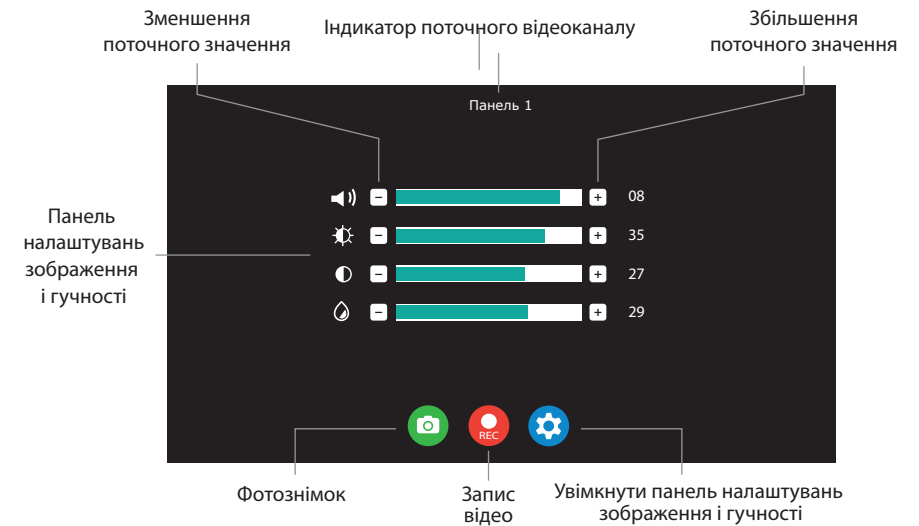 Зменшення
поточного значення
Індикатор поточного відеоканалу
Збільшення
поточного значення
Панель 1
08
35
27
29
Панель
налаштувань
зображення
і гучності
REC
Фотознімок
Запис
відео
Увімкнути панель налаштувань
зображення і гучності